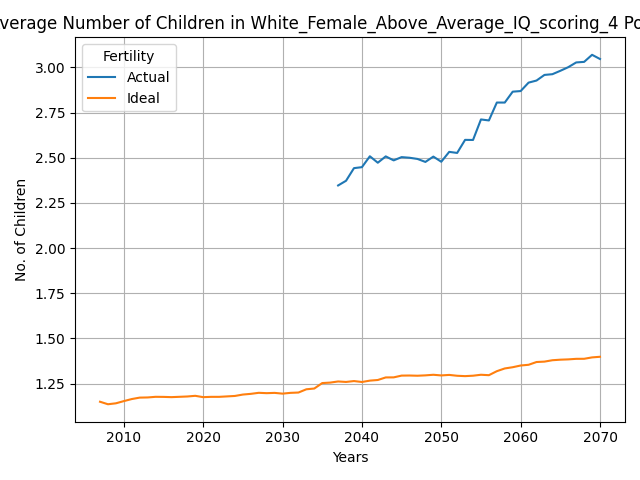 verage Number of Children in White_Female_Above_Average_IQ_scoring_4 Po
Fertility
Actual
Ideal
No. of Children
3.00
2.75
2.50
2.25
2.00
1.75
1.50
1.25
2010 2020 2030 2040 2050 2060 2070
Years